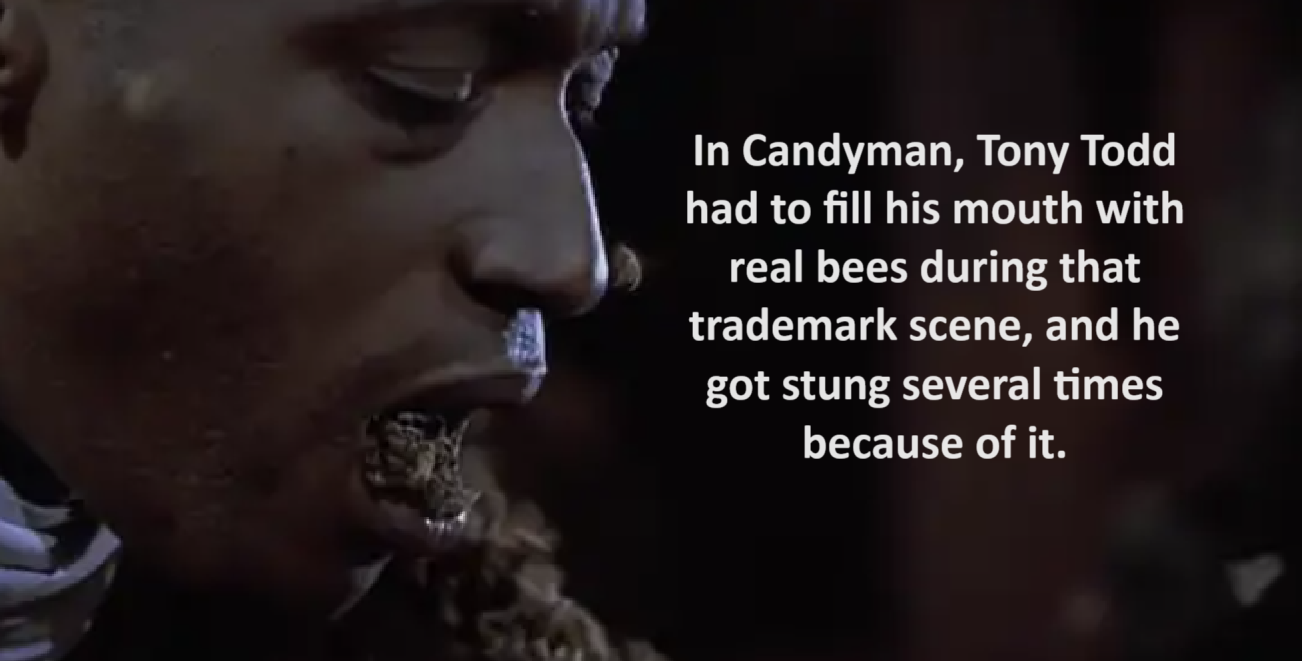 In Candyman, Tony Todd
had to fill his mouth with
real bees during that
trademark scene, and he
got stung several times
because of it.